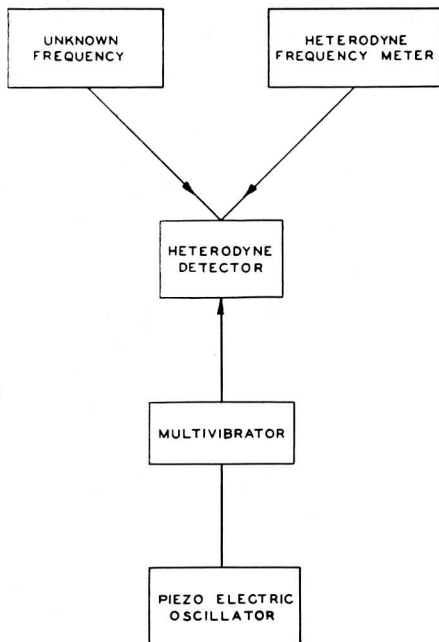 UNKNOWN
FREQUENCY
HETERODYNE
FREQUENCY METER
HETERODYNE
DETECTOR
MULTIVIBRATOR
PIEZO ELECTRIC
OSCILLATOR